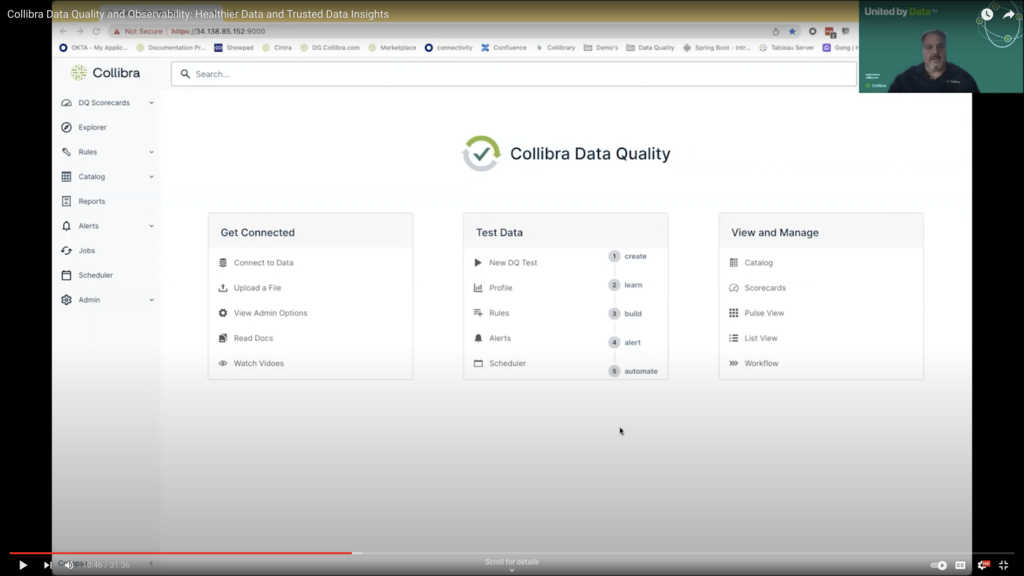 Collibra Data Quality and Observability: Healthier Data and Trusted Data Insights
United by Data
Not Secure https://34.138.85.152:9000
OKTA - My Applic... Documentation Pr... Showpad Cintra DG.Collibra.com Marketplace connectivity Confluence Collibrary Demo's Data Quality Spring Boot - Intr... Tableau Server Gong
Collibra
Search...
Collibra
DQ Scorecards
Explorer
Rules
Catalog
Reports
Alerts
Jobs
Scheduler
Admin
Collibra Data Quality
Get Connected
Connect to Data
Upload a File
View Admin Options
Read Docs
Watch Vidoes
Test Data
New DQ Test
Profile
Rules
Alerts
Scheduler
1 create
2 learn
3 build
4 alert
5 automate
View and Manage
Catalog
Scorecards
Pulse View
List View
Workflow
10:46 / 31:36
Scroll for details